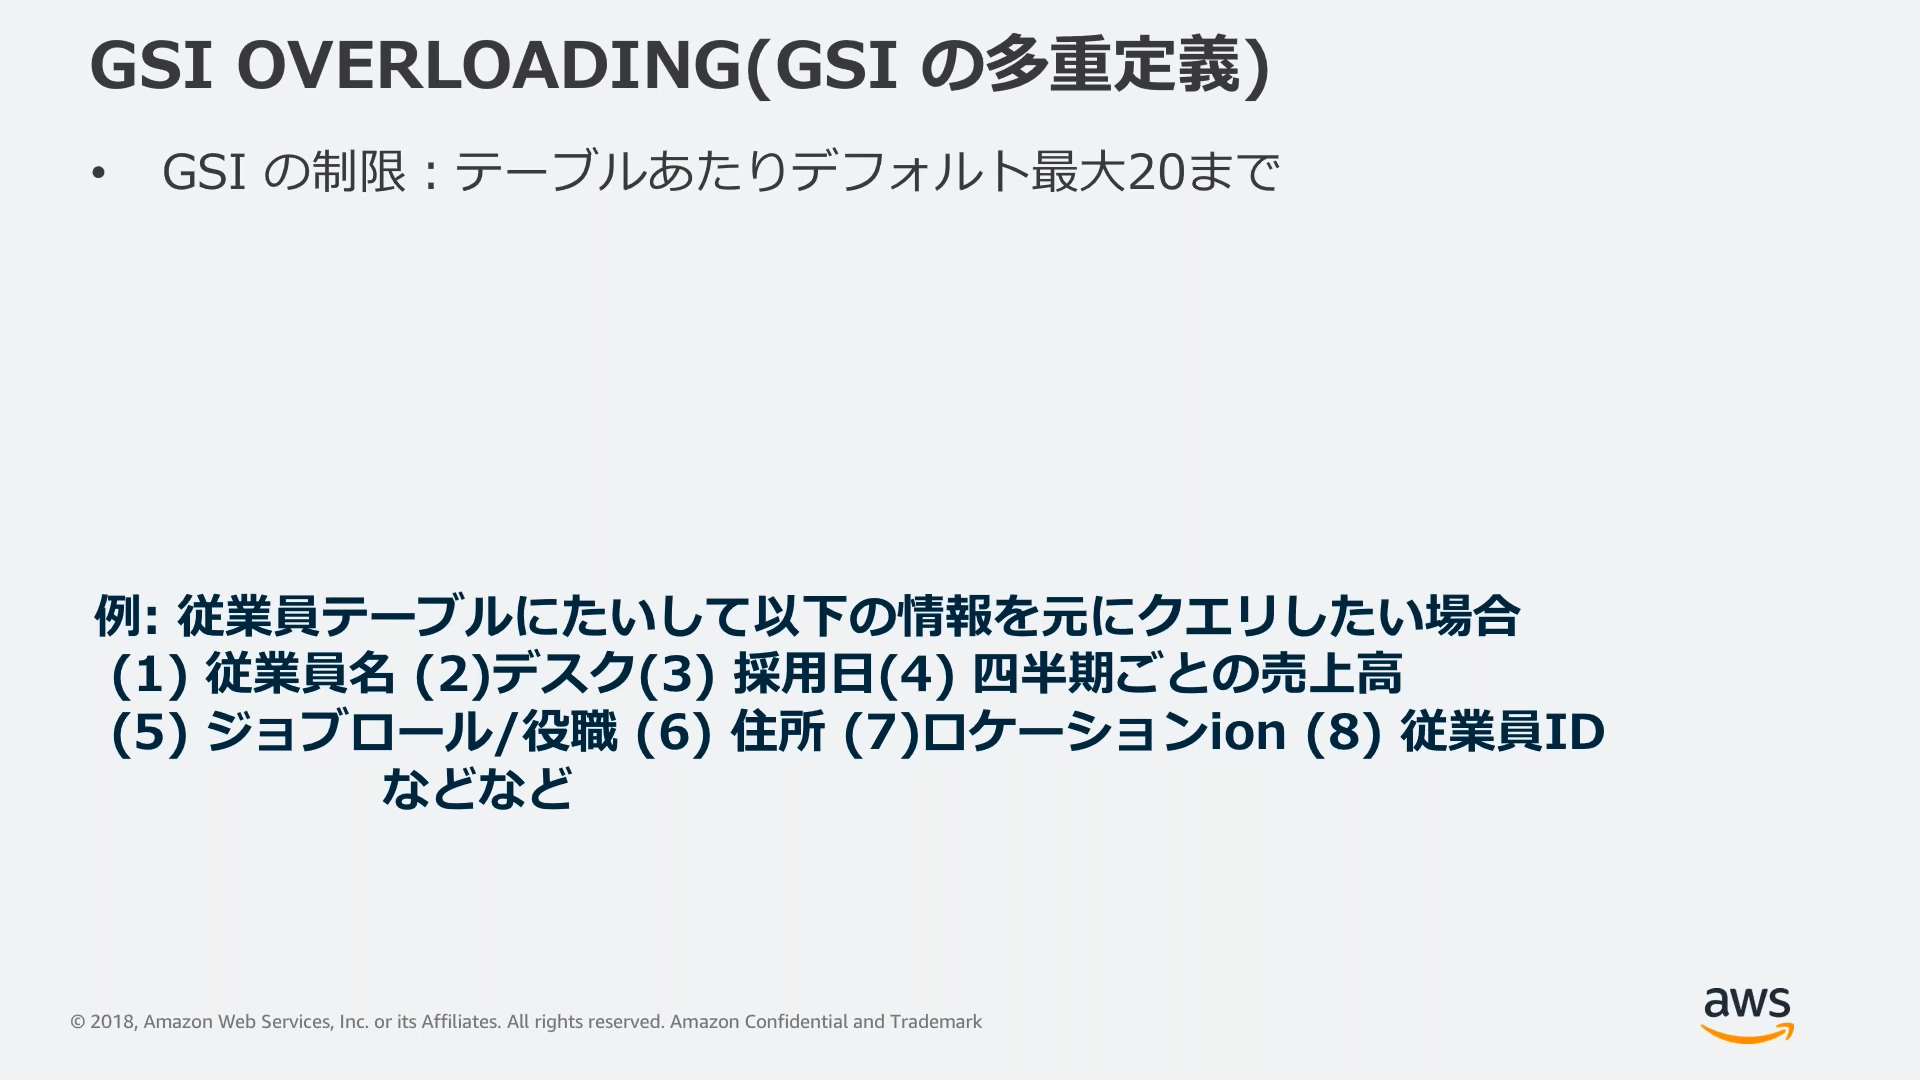 GSI OVERLOADING(GSI の多重定義)
• GSI の制限：テーブルあたりデフォルト最大20まで
例: 従業員テーブルにたいして以下の情報を元にクエリしたい場合
(1) 従業員名 (2)デスク(3) 採用日(4) 四半期ごとの売上高
(5) ジョブロール/役職 (6) 住所 (7)ロケーションion (8) 従業員ID
などなど
© 2018, Amazon Web Services, Inc. or its Affiliates. All rights reserved. Amazon Confidential and Trademark
aws